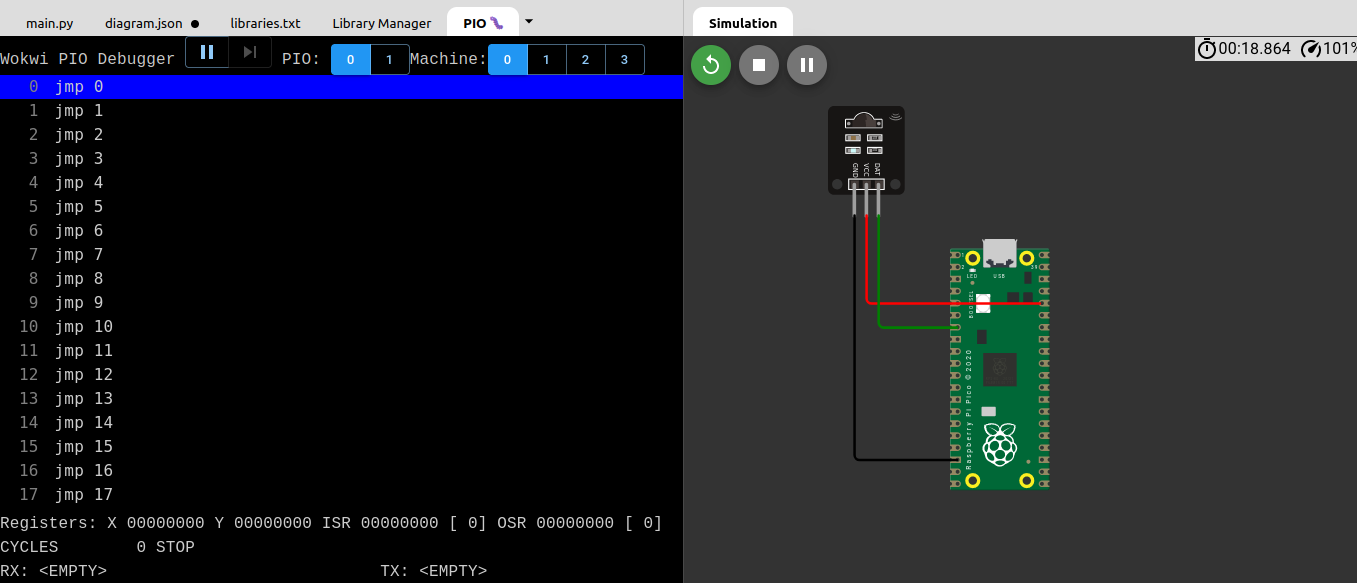 main.py diagram.json ● libraries.txt Library Manager PIO 🐛 Simulation
Wokwi PIO Debugger PIO: 0 1 Machine: 0 1 2 3
00:18.864 101%
0 jmp 0
1 jmp 1
2 jmp 2
3 jmp 3
4 jmp 4
5 jmp 5
6 jmp 6
7 jmp 7
8 jmp 8
9 jmp 9
10 jmp 10
11 jmp 11
12 jmp 12
13 jmp 13
14 jmp 14
15 jmp 15
16 jmp 16
17 jmp 17
Registers: X 00000000 Y 00000000 ISR 00000000 [ 0] OSR 00000000 [ 0]
CYCLES 0 STOP
RX: <EMPTY> TX: <EMPTY>
GND
VCC
DAT
LED
USB
BOOTSEL
Raspberry Pi Pico © 2020